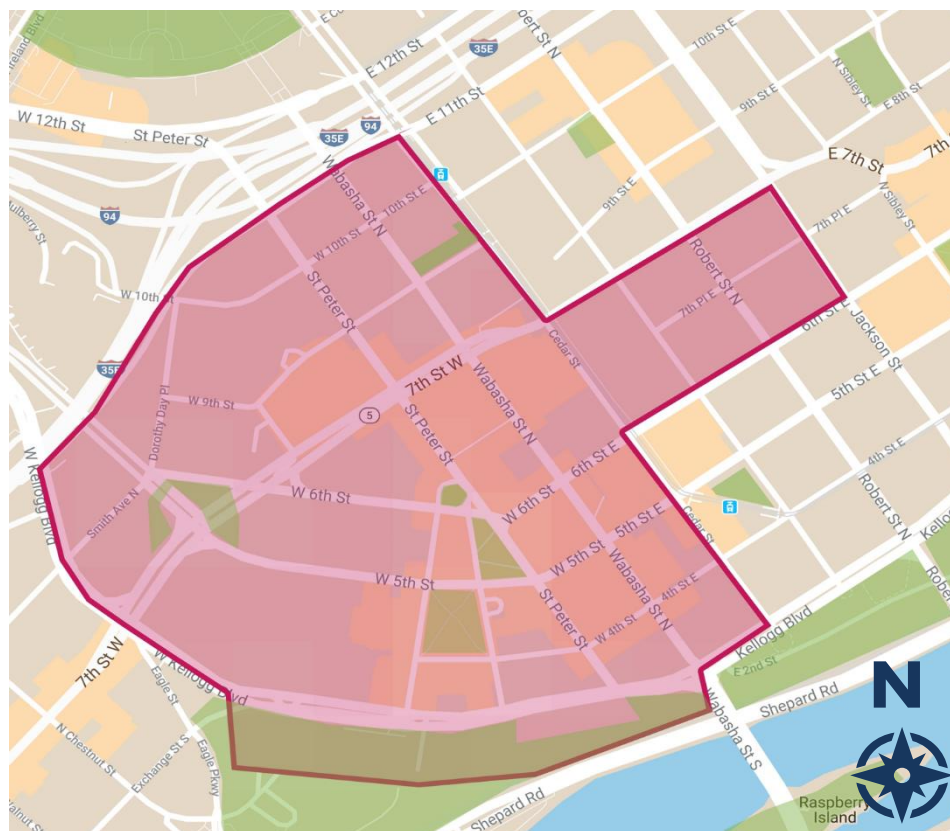 E 12th St
35E
Robert St N
10th St E
N Sibley St
E 8th St
9th St E
W 12th St
St Peter St
35E
94
E 11th St
E 7th St
7th
94
Wabasha St N
10th St E
9th St E
N Sibley St
7th Pl E
W 10th St
Robert St N
W 10th St
St Peter St
7th Pl E
6th St E
Jackson St
35E
Cedar St
7th St W
5th St E
W 9th St
5
Wabasha St N
Dorothy Day Pl
St Peter St
6th St E
4th St E
W Kellogg Blvd
W 6th St
W 6th St
Robert St N
Smith Ave N
5th St E
Cedar St
W 5th St
W 5th St
Wabasha St N
4th St E
St Peter St
W 4th St
Kellogg Blvd
7th St W
W Kellogg Blvd
E 2nd St
Eagle St
N
Wabasha St S
Shepard Rd
N Chestnut St
Exchange St S
Eagle Pkwy
Raspberry
Island
Shepard Rd